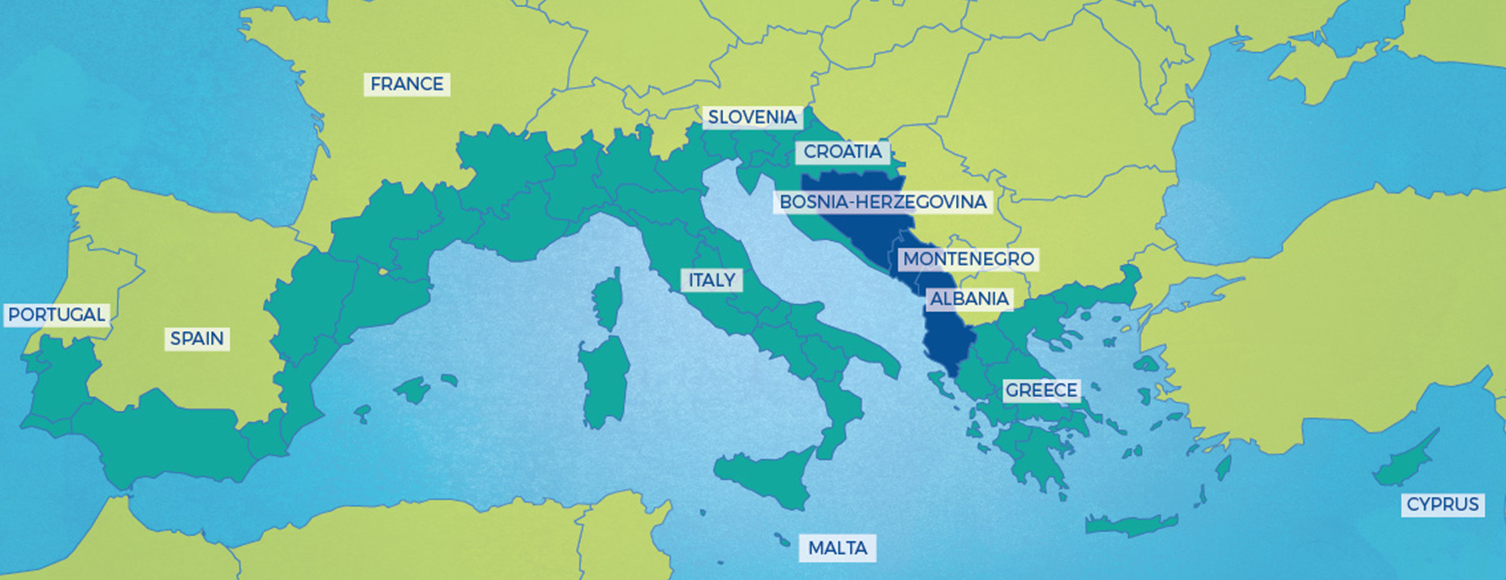 FRANCE
SLOVENIA
CROATIA
BOSNIA-HERZEGOVINA
MONTENEGRO
ITALY
ALBANIA
PORTUGAL
SPAIN
GREECE
CYPRUS
MALTA